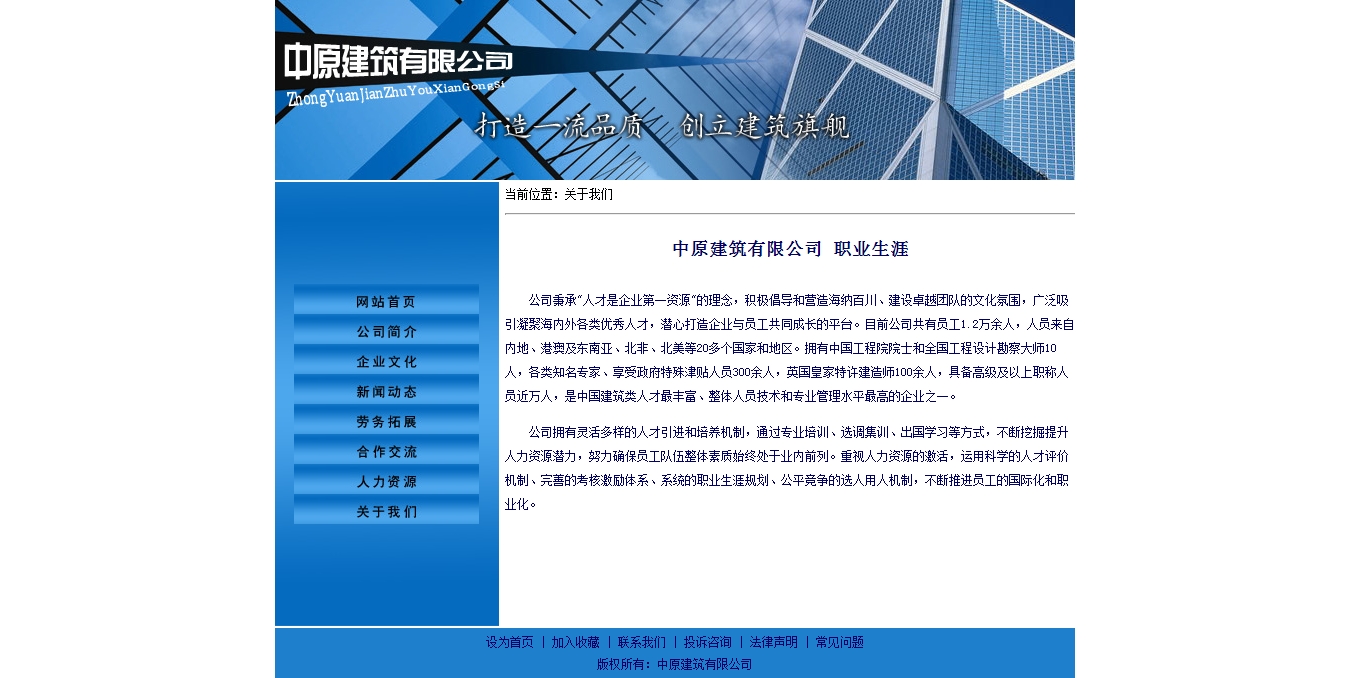 中原建筑有限公司
ZhongYuanJianZhuYouXianGongSi
打造一流品质 创立建筑旗舰
当前位置：关于我们
网站首页
公司简介
企业文化
新闻动态
劳务拓展
合作交流
人力资源
关于我们
中原建筑有限公司 职业生涯
公司秉承“人才是企业第一资源”的理念，积极倡导和营造海纳百川、建设卓越团队的文化氛围，广泛吸
引凝聚海内外各类优秀人才，潜心打造企业与员工共同成长的平台。目前公司共有员工1.2万余人，人员来自
内地、港澳及东南亚、北非、北美等20多个国家和地区。拥有中国工程院院士和全国工程设计勘察大师10
人，各类知名专家、享受政府特殊津贴人员300余人，英国皇家特许建造师100余人，具备高级及以上职称人
员近万人，是中国建筑类人才最丰富、整体人员技术和专业管理水平最高的企业之一。
公司拥有灵活多样的人才引进和培养机制，通过专业培训、选调集训、出国学习等方式，不断挖掘提升
人力资源潜力，努力确保员工队伍整体素质始终处于业内前列。重视人力资源的激活，运用科学的人才评价
机制、完善的考核激励体系、系统的职业生涯规划、公平竞争的选人用人机制，不断推进员工的国际化和职
业化。
设为首页 | 加入收藏 | 联系我们 | 投诉咨询 | 法律声明 | 常见问题
版权所有：中原建筑有限公司